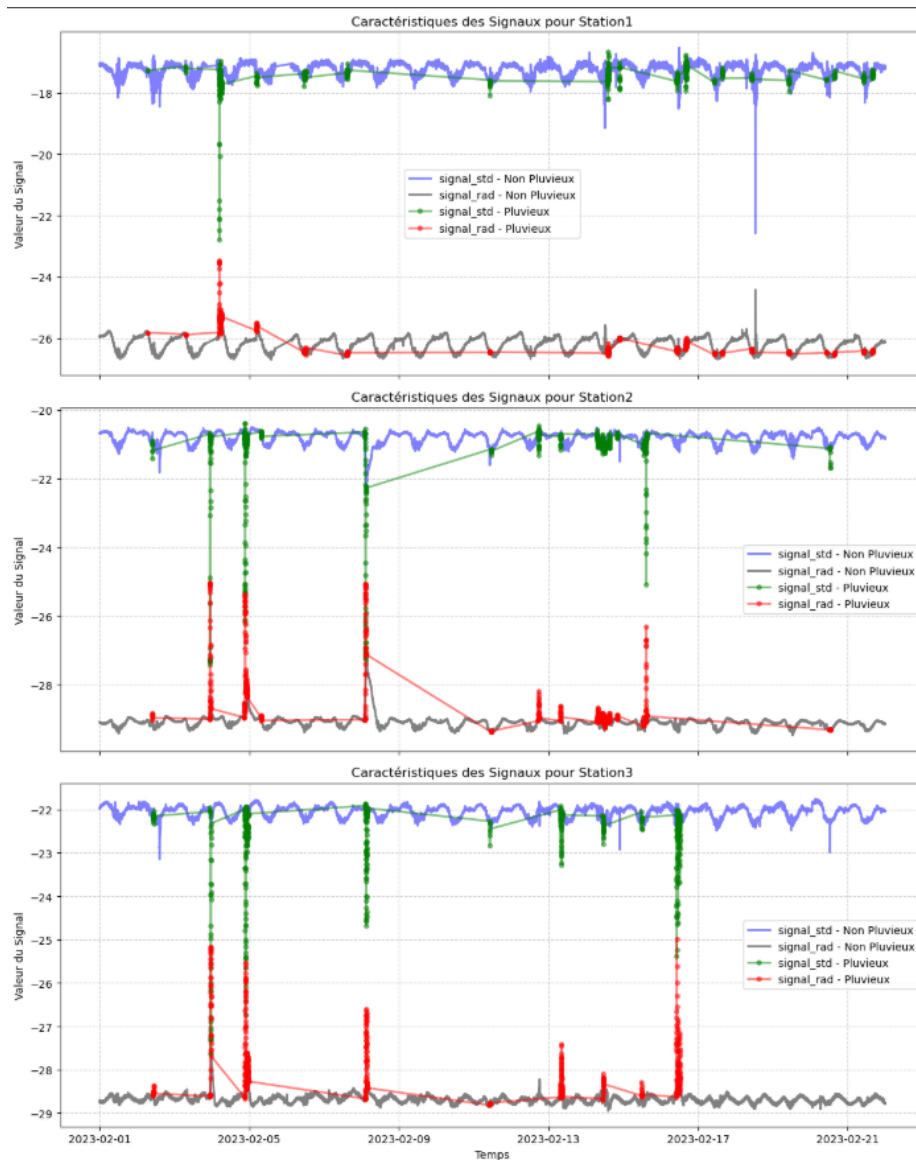 Caractéristiques des Signaux pour Station1
−18
−20
−22
−24
−26
Valeur du Signal
signal_std - Non Pluvieux
signal_rad - Non Pluvieux
signal_std - Pluvieux
signal_rad - Pluvieux
Caractéristiques des Signaux pour Station2
−20
−22
−24
−26
−28
Valeur du Signal
signal_std - Non Pluvieux
signal_rad - Non Pluvieux
signal_std - Pluvieux
signal_rad - Pluvieux
Caractéristiques des Signaux pour Station3
−22
−23
−24
−25
−26
−27
−28
−29
Valeur du Signal
signal_std - Non Pluvieux
signal_rad - Non Pluvieux
signal_std - Pluvieux
signal_rad - Pluvieux
2023-02-01 2023-02-05 2023-02-09 2023-02-13 2023-02-17 2023-02-21
Temps